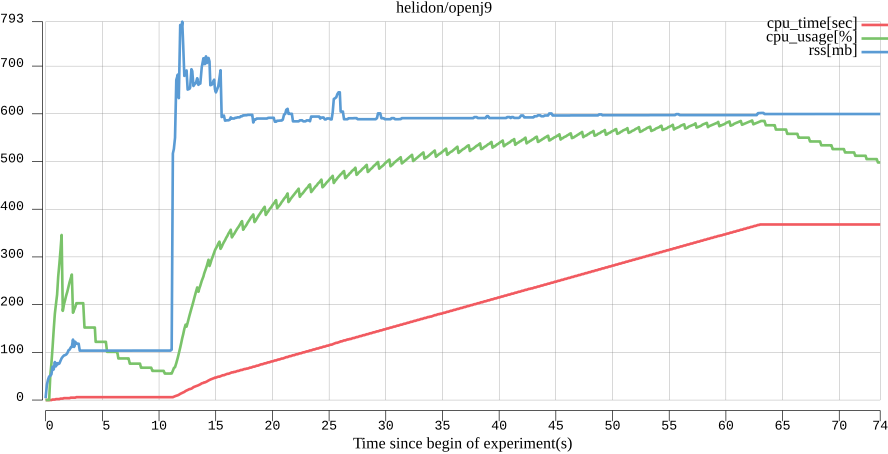 helidon/openj9
cpu_time[sec]
cpu_usage[%]
rss[mb]
793
700
600
500
400
300
200
100
0
0 5 10 15 20 25 30 35 40 45 50 55 60 65 70 74
Time since begin of experiment(s)